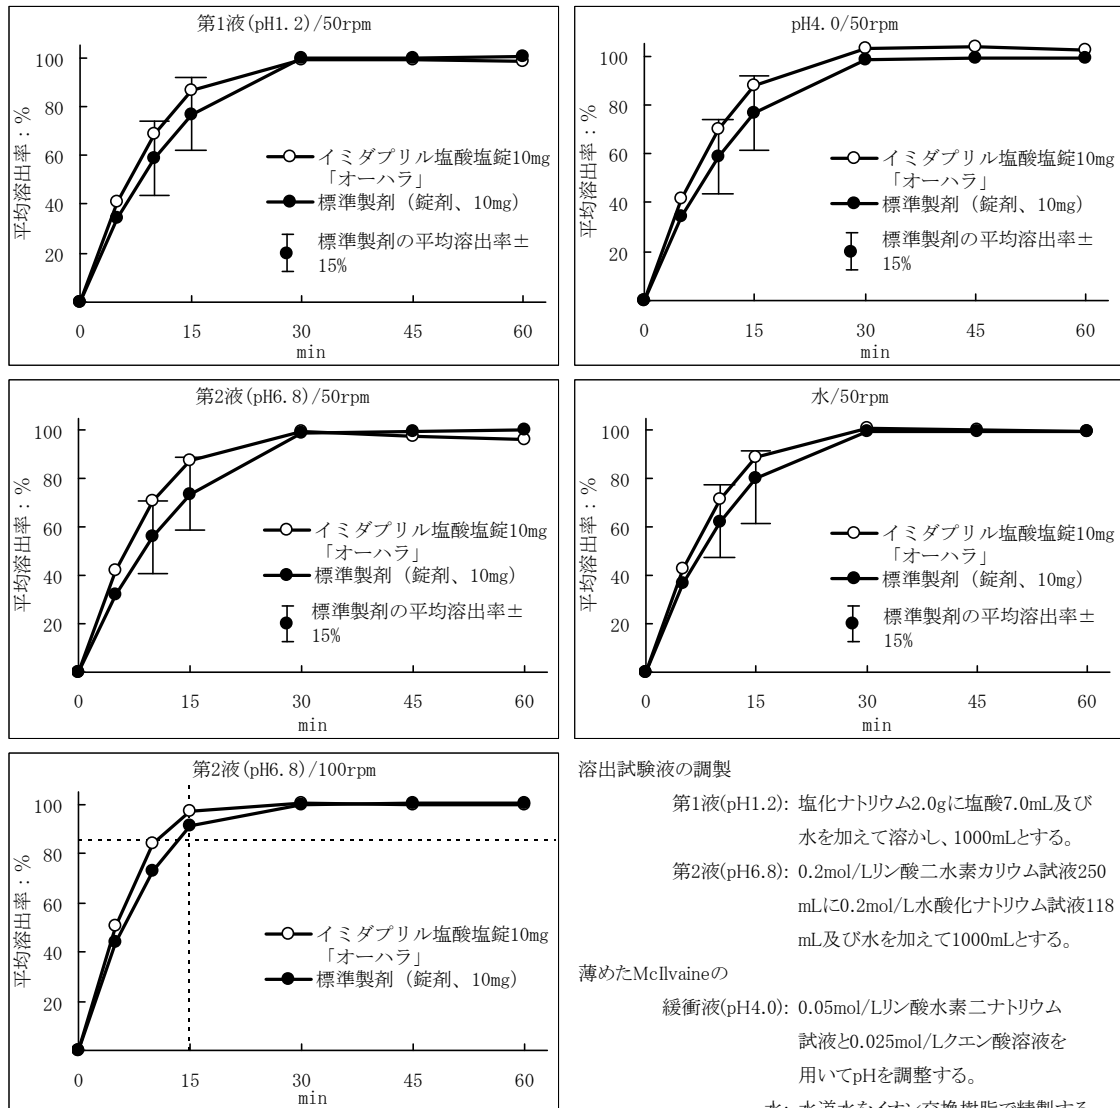 第1液(pH1.2)/50rpm
平均溶出率：%
100
80
60
40
20
イミダプリル塩酸塩錠10mg
「オーハラ」
標準製剤（錠剤、10mg）
標準製剤の平均溶出率±
15%
0 15 30 45 60
min
pH4.0/50rpm
平均溶出率：%
100
80
60
40
20
イミダプリル塩酸塩錠10mg
「オーハラ」
標準製剤（錠剤、10mg）
標準製剤の平均溶出率±
15%
0 15 30 45 60
min
第2液(pH6.8)/50rpm
平均溶出率：%
100
80
60
40
20
イミダプリル塩酸塩錠10mg
「オーハラ」
標準製剤（錠剤、10mg）
標準製剤の平均溶出率±
15%
0 15 30 45 60
min
水/50rpm
平均溶出率：%
100
80
60
40
20
イミダプリル塩酸塩錠10mg
「オーハラ」
標準製剤（錠剤、10mg）
標準製剤の平均溶出率±
15%
0 15 30 45 60
min
第2液(pH6.8)/100rpm
平均溶出率：%
100
80
60
40
20
イミダプリル塩酸塩錠10mg
「オーハラ」
標準製剤（錠剤、10mg）
0 15 30 45 60
min
溶出試験液の調製
第1液(pH1.2): 塩化ナトリウム2.0gに塩酸7.0mL及び
水を加えて溶かし、1000mLとする。
第2液(pH6.8): 0.2mol/Lリン酸二水素カリウム試液250
mLに0.2mol/L水酸化ナトリウム試液118
mL及び水を加えて1000mLとする。
薄めたMcIlvaineの
緩衝液(pH4.0): 0.05mol/Lリン酸水素二ナトリウム
試液と0.025mol/Lクエン酸溶液を
用いてpHを調整する。
水: 水道水をイオン交換樹脂で精製する